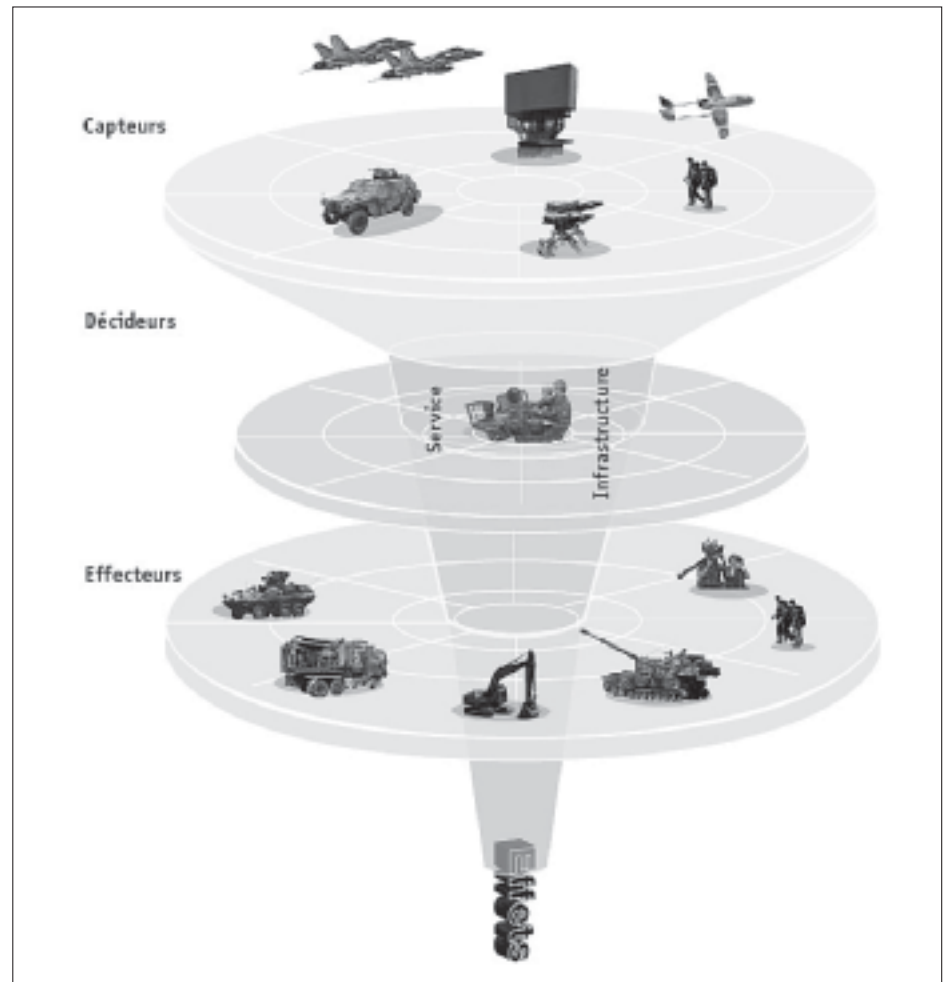 Capteurs
Décideurs
Service
Infrastructure
Effecteurs
Effets